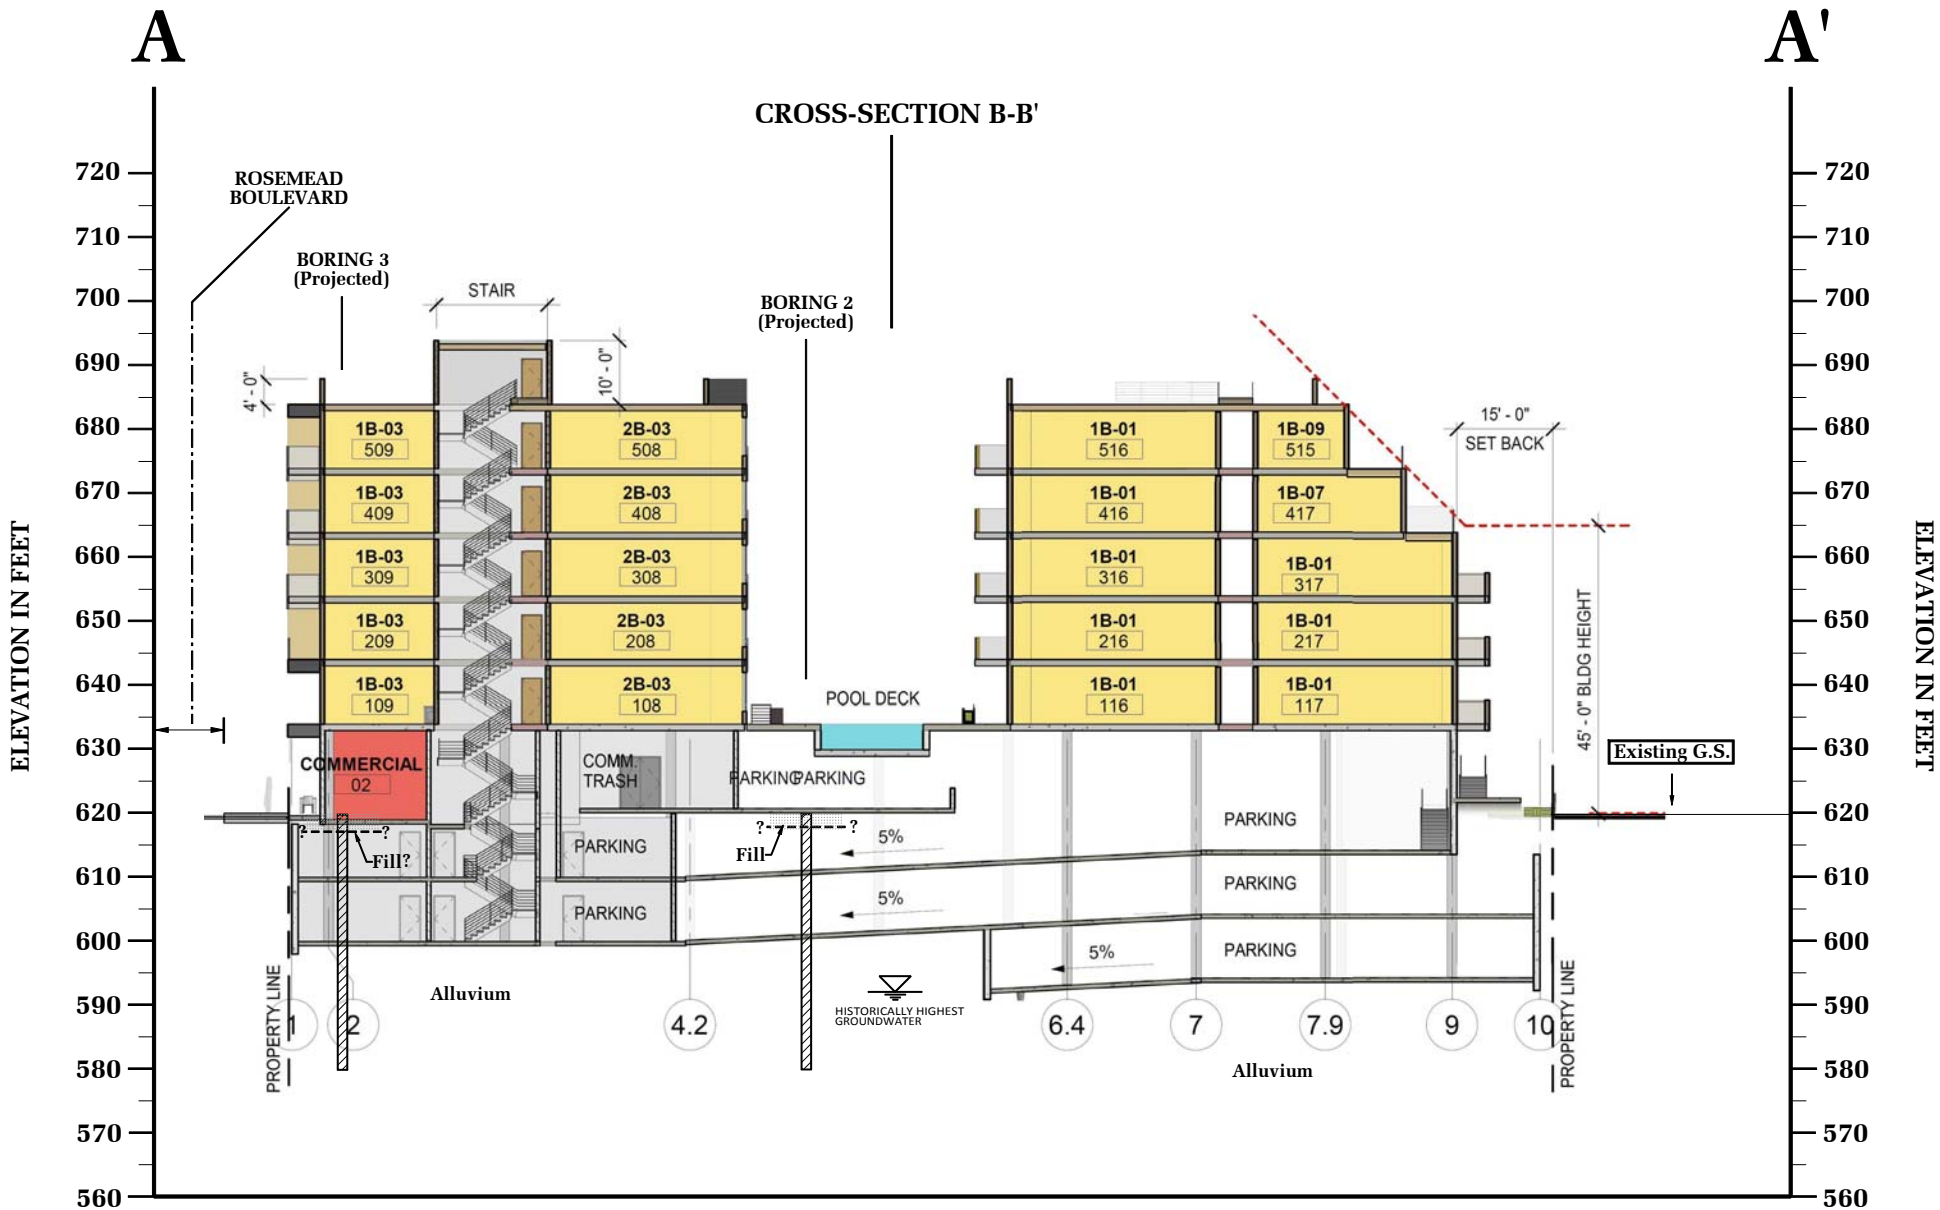 A
A'
CROSS-SECTION B-B'
ROSEMEAD
BOULEVARD
BORING 3
(Projected)
STAIR
BORING 2
(Projected)
4' - 0"
10' - 0"
15' - 0"
SET BACK
45' - 0" BLDG HEIGHT
ELEVATION IN FEET
720
710
700
690
680
670
660
650
640
630
620
610
600
590
580
570
560
1B-03
509
2B-03
508
1B-01
516
1B-09
515
1B-03
409
2B-03
408
1B-01
416
1B-07
417
1B-03
309
2B-03
308
1B-01
316
1B-01
317
1B-03
209
2B-03
208
1B-01
216
1B-01
217
1B-03
109
2B-03
108
1B-01
116
1B-01
117
POOL DECK
COMMERCIAL
02
COMM.
TRASH
PARKING
PARKING
Existing G.S.
PARKING
?
?
Fill?
?
?
Fill
PARKING
5%
PARKING
PARKING
5%
PARKING
5%
PROPERTY LINE
Alluvium
HISTORICALLY HIGHEST
GROUNDWATER
PROPERTY LINE
1
2
4.2
6.4
7
7.9
9
10
Alluvium
720
710
700
690
680
670
660
650
640
630
620
610
600
590
580
570
560
ELEVATION IN FEET